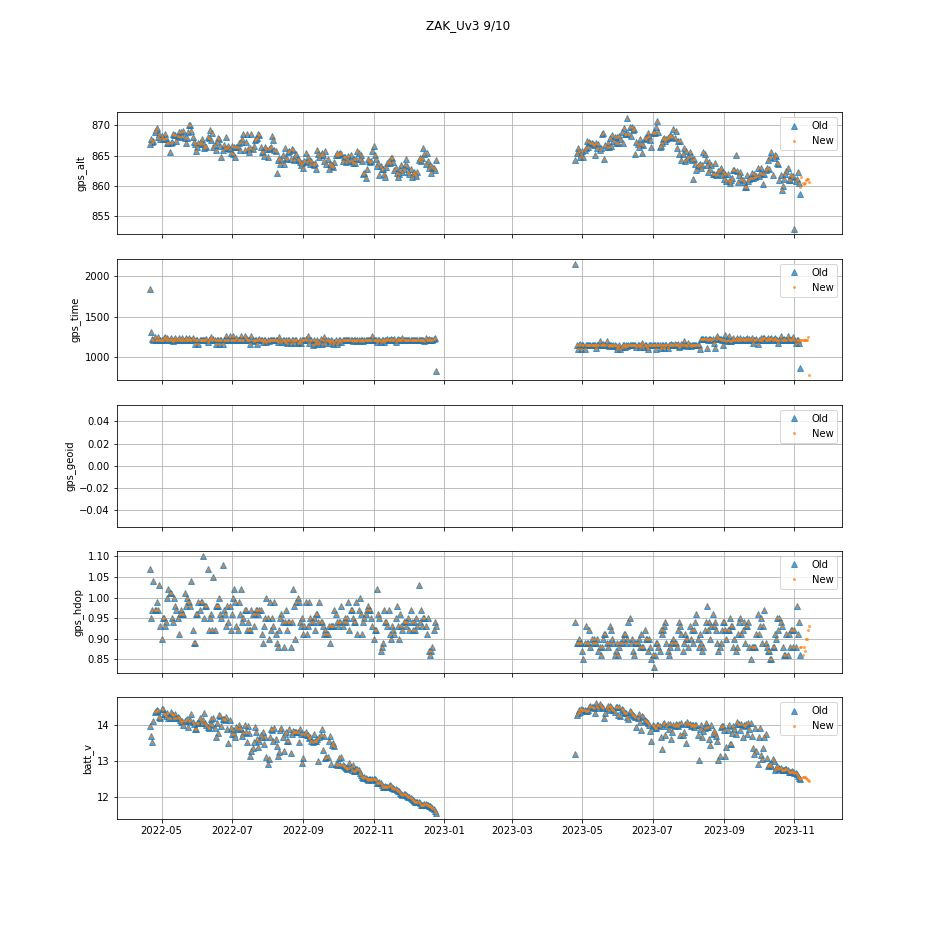 ZAK_Uv3 9/10
870
865
860
855
gps_alt
Old
New
2000
1500
1000
gps_time
Old
New
0.04
0.02
0.00
−0.02
−0.04
gps_geoid
Old
New
1.10
1.05
1.00
0.95
0.90
0.85
gps_hdop
Old
New
14
13
12
batt_v
Old
New
2022-05 2022-07 2022-09 2022-11 2023-01 2023-03 2023-05 2023-07 2023-09 2023-11